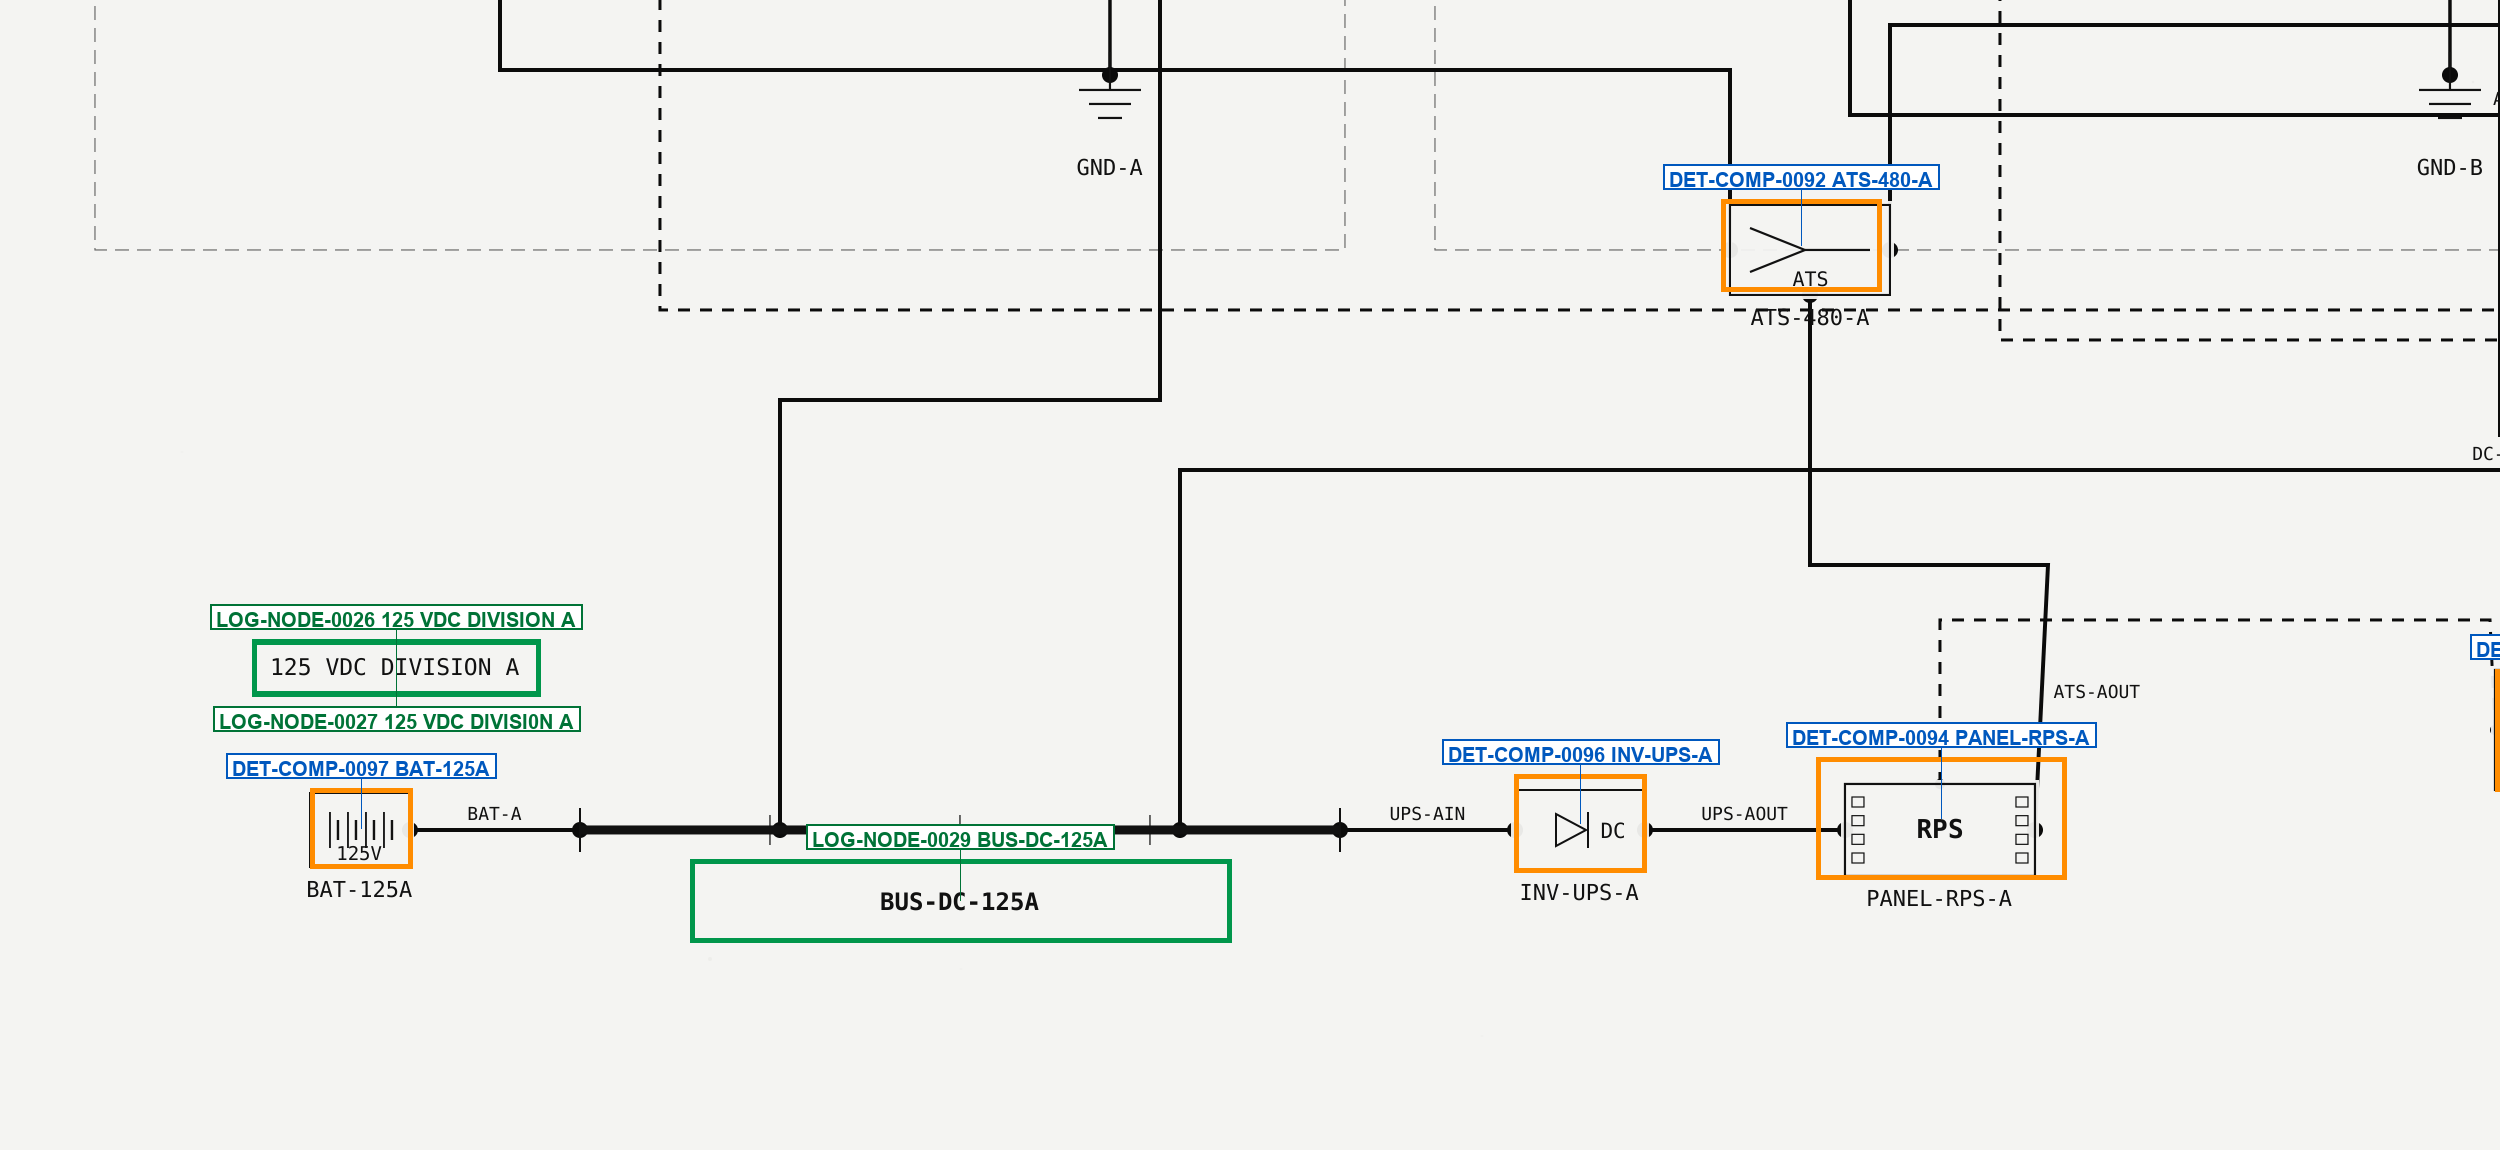 GND-A
GND-B
DET-COMP-0092 ATS-480-A
ATS
ATS-480-A
DC-
LOG-NODE-0026 125 VDC DIVISION A
125 VDC DIVISION A
LOG-NODE-0027 125 VDC DIVISI0N A
ATS-AOUT
DET-COMP-0097 BAT-125A
DET-COMP-0096 INV-UPS-A
DET-COMP-0094 PANEL-RPS-A
BAT-A
UPS-AIN
UPS-AOUT
125V
LOG-NODE-0029 BUS-DC-125A
DC
RPS
BAT-125A
BUS-DC-125A
INV-UPS-A
PANEL-RPS-A